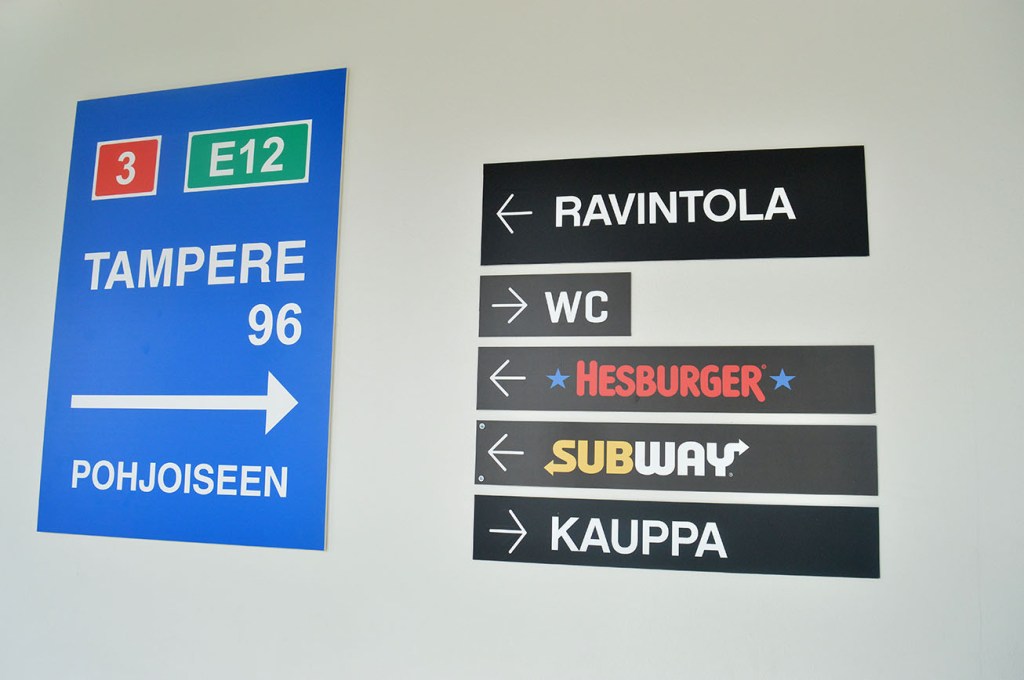 3 E12
TAMPERE
96
POHJOISEEN
RAVINTOLA
WC
HESBURGER
SUBWAY
KAUPPA